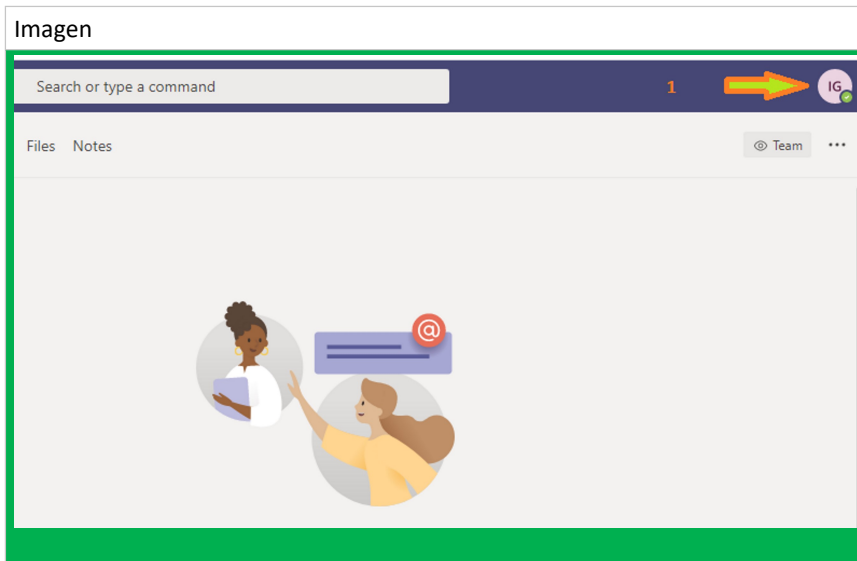 Imagen
Search or type a command
1
IG
Files Notes
Team
@